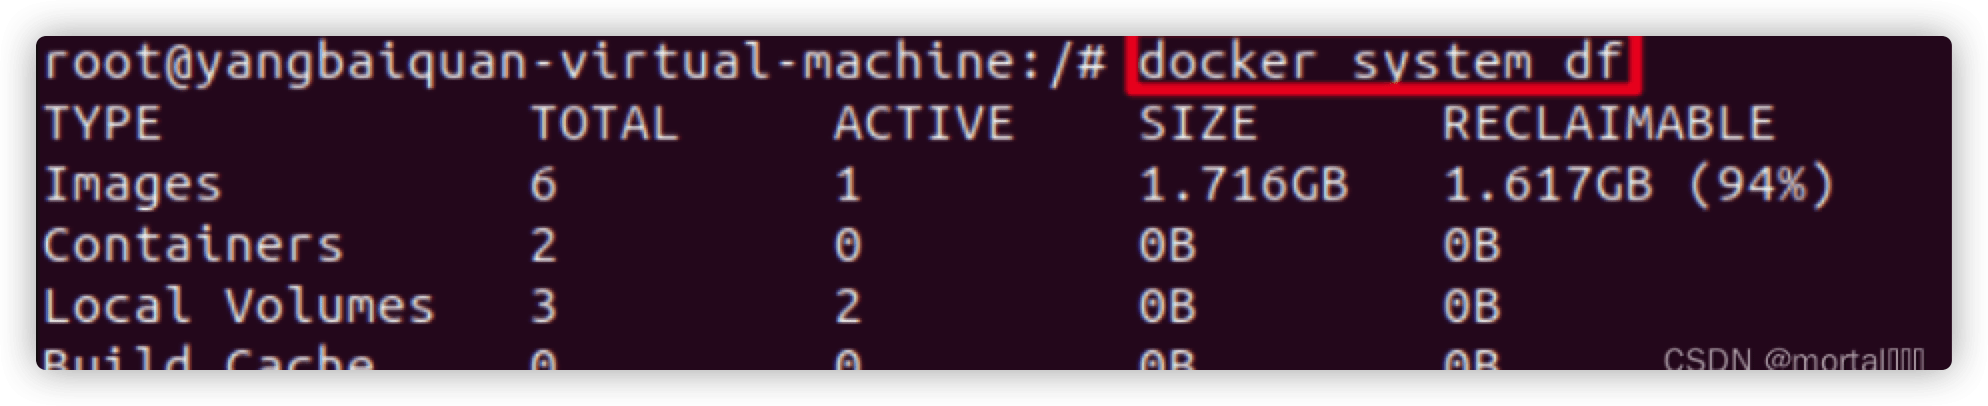 root@yangbaiquan-virtual-machine:/# docker system df
TYPE TOTAL ACTIVE SIZE RECLAIMABLE
Images 6 1 1.716GB 1.617GB (94%)
Containers 2 0 0B 0B
Local Volumes 3 2 0B 0B
Build Cache 0 0 0B 0B
CSDN @mortal▯▯▯